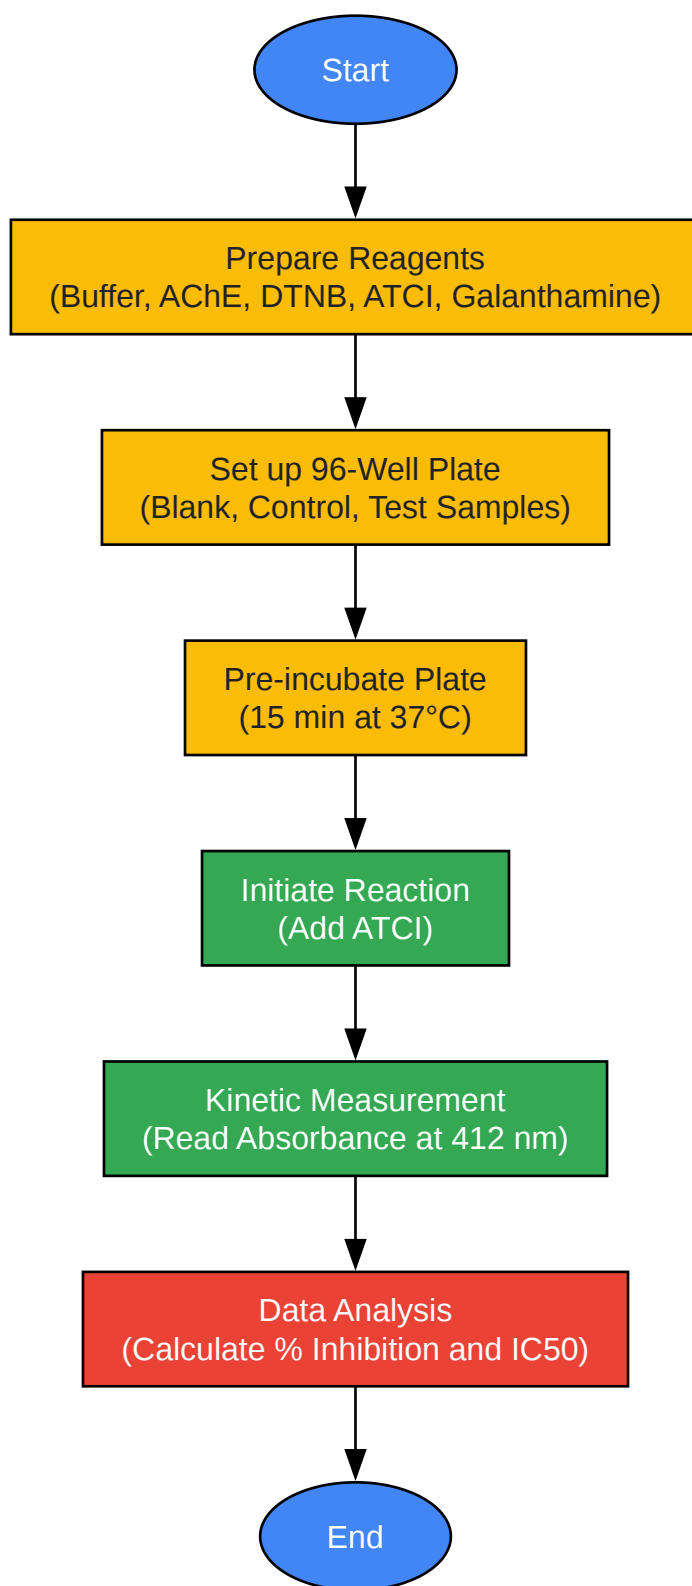 Start
Prepare Reagents
(Buffer, AChE, DTNB, ATCI, Galanthamine)
Set up 96-Well Plate
(Blank, Control, Test Samples)
Pre-incubate Plate
(15 min at 37°C)
Initiate Reaction
(Add ATCI)
Kinetic Measurement
(Read Absorbance at 412 nm)
Data Analysis
(Calculate % Inhibition and IC50)
End